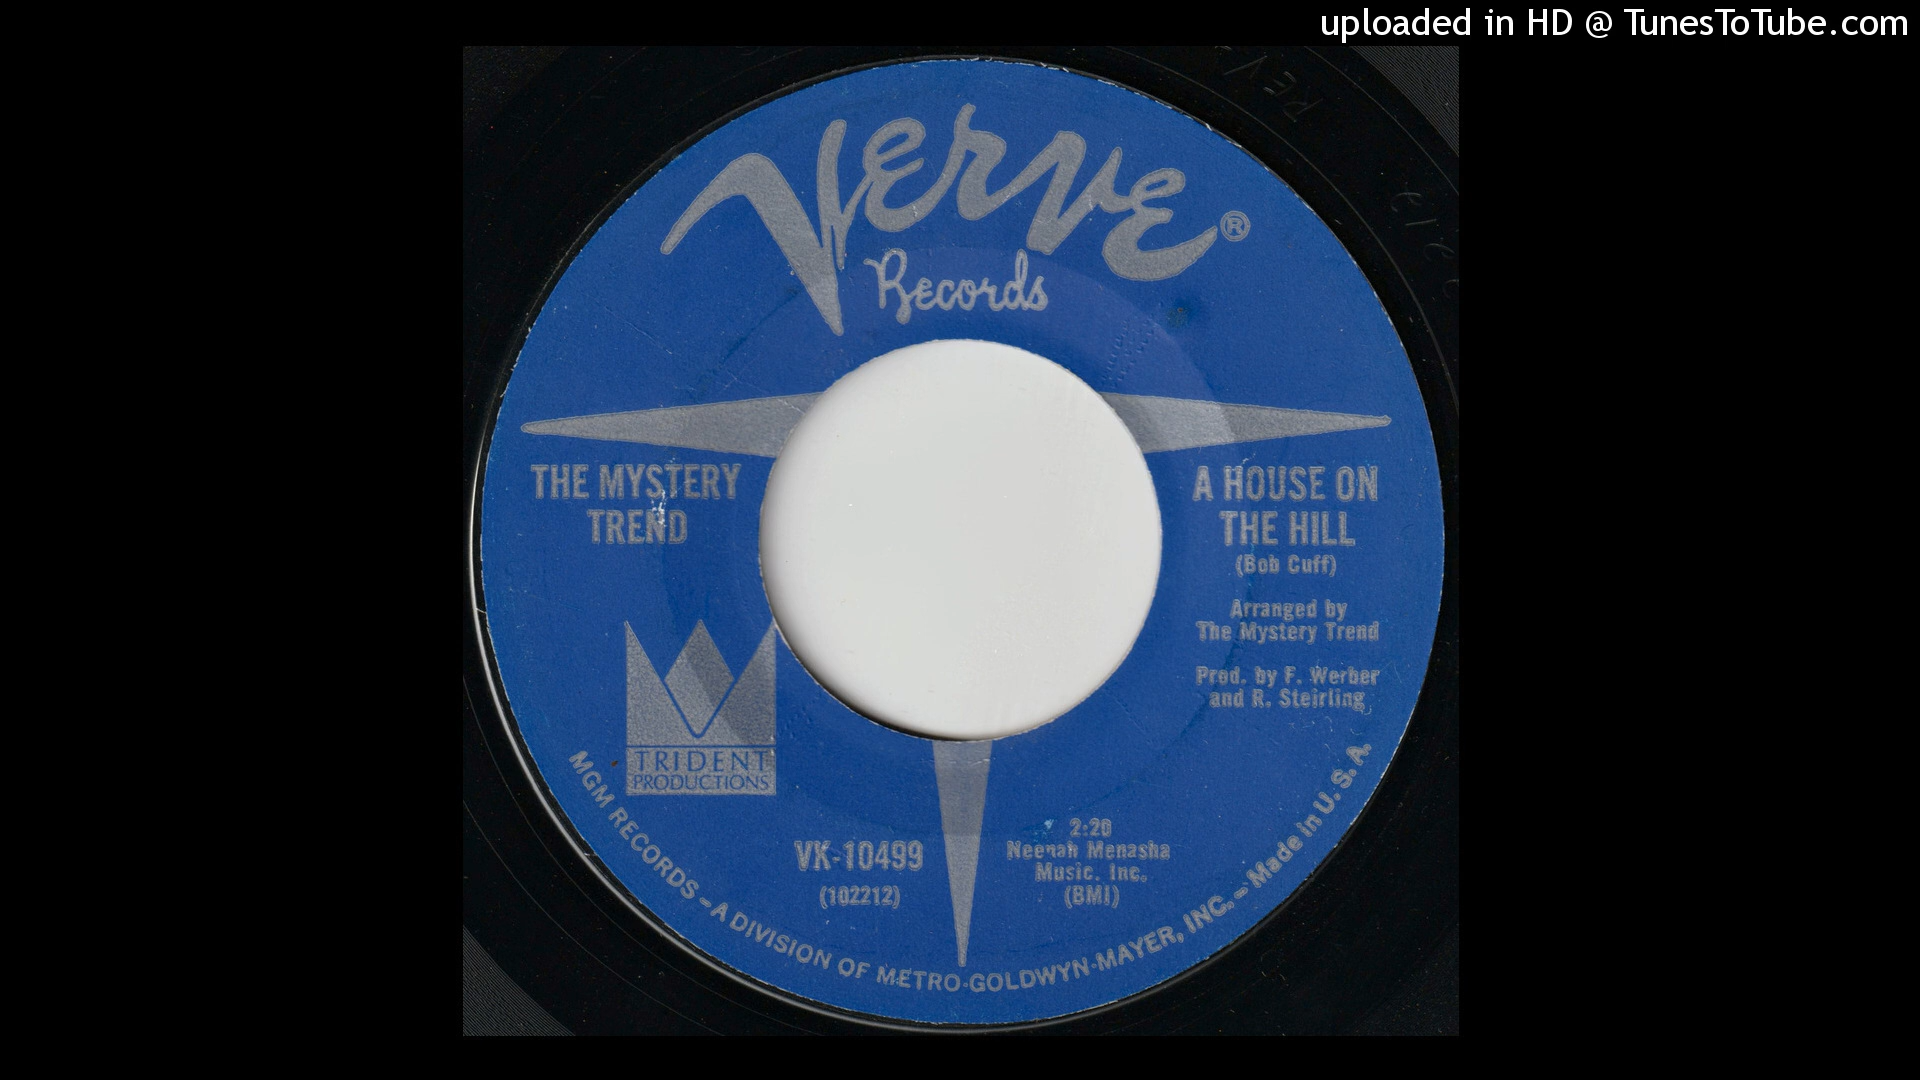 uploaded in HD @ TunesToTube.com
Verve ®
Records
THE MYSTERY
TREND
A HOUSE ON
THE HILL
(Bob Cuff)
Arranged by
The Mystery Trend
Prod. by F. Werber
and R. Steirling
TRIDENT
PRODUCTIONS
VK-10499
(102212)
2:20
Neenah Menasha
Music, Inc.
(BMI)
MGM RECORDS – A DIVISION OF METRO-GOLDWYN-MAYER, INC. – Made in U.S.A.
REV